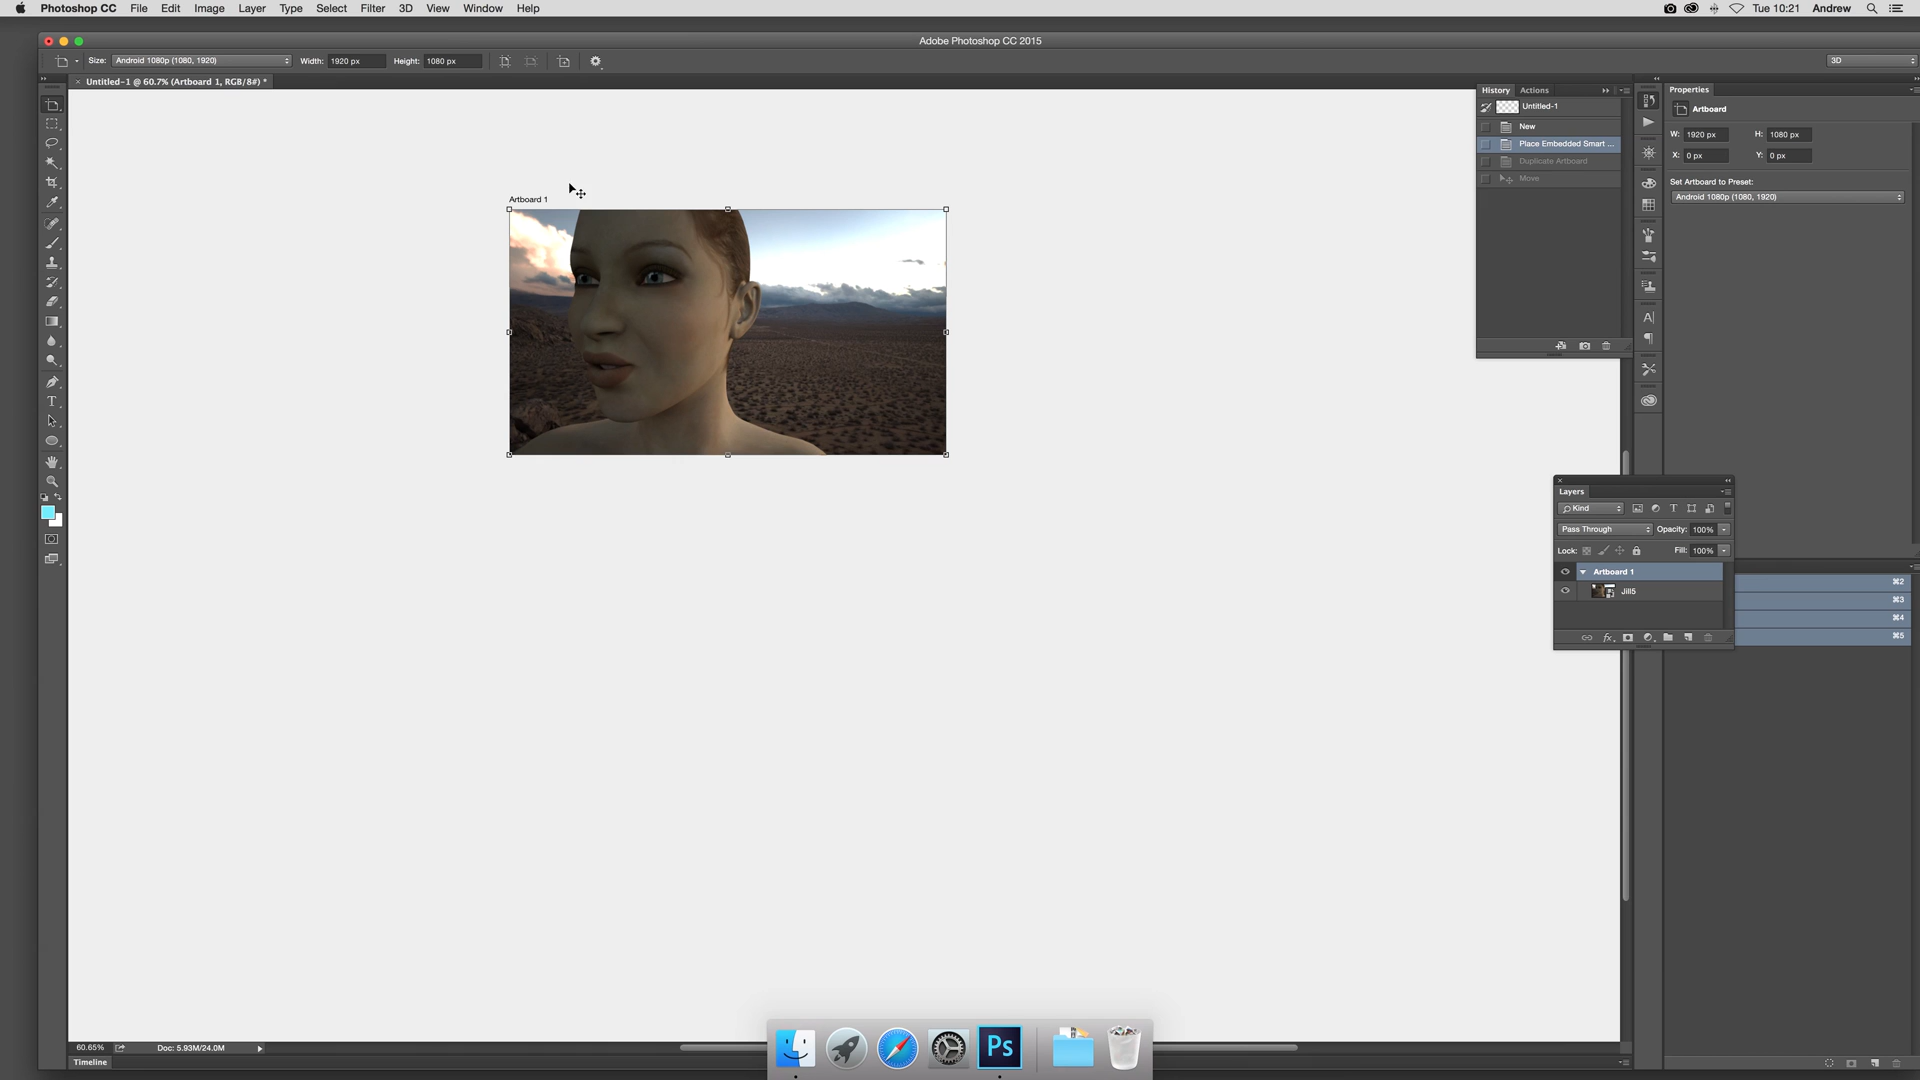 Photoshop CC File Edit Image Layer Type Select Filter 3D View Window Help Tue 10:21 Andrew
Adobe Photoshop CC 2015
Size: Android 1080p (1080, 1920) Width: 1920 px Height: 1080 px 3D
Untitled-1 @ 60.7% (Artboard 1, RGB/8#) *
History Actions
Untitled-1
New
Place Embedded Smart ...
Duplicate Artboard
Move
Properties
Artboard
W: 1920 px H: 1080 px
X: 0 px Y: 0 px
Set Artboard to Preset:
Android 1080p (1080, 1920)
Artboard 1
Layers
Kind
Pass Through Opacity: 100%
Lock: Fill: 100%
Artboard 1
Jill5
⌘2
⌘3
⌘4
⌘5
60.65% Doc: 5.93M/24.0M
Timeline
Ps